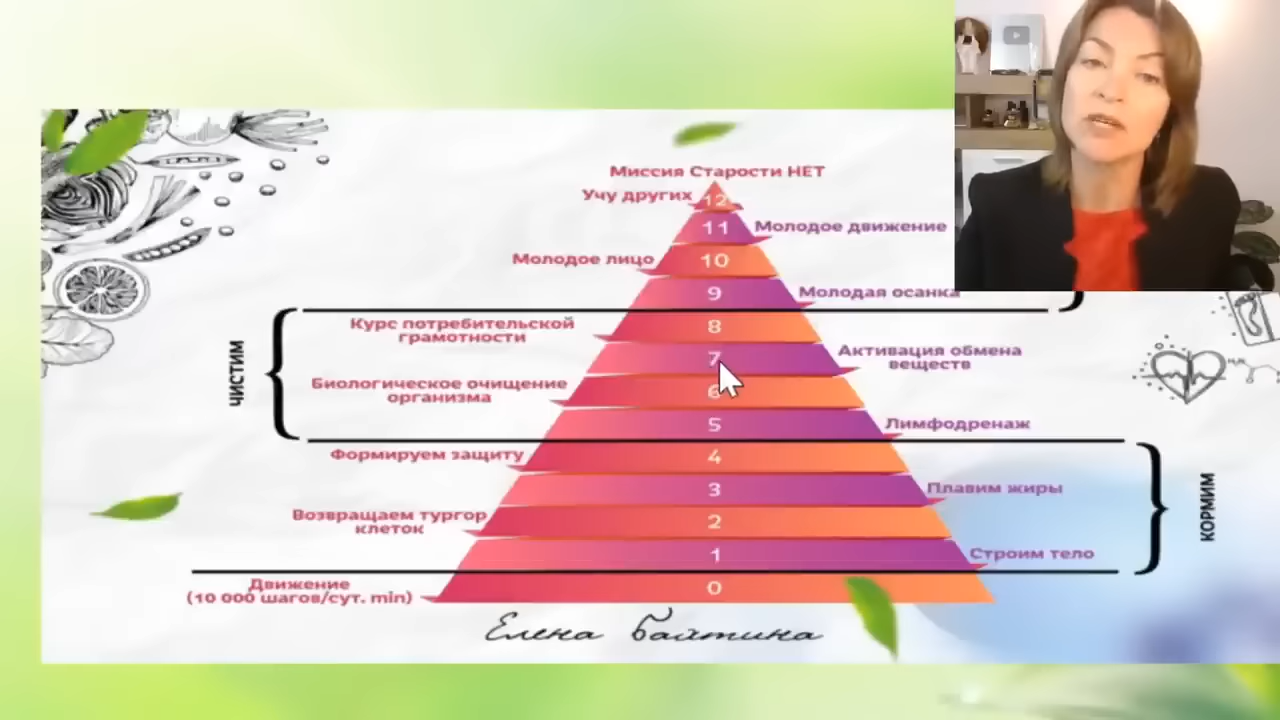 Миссия Старости НЕТ
Учу других
12
11
Молодое движение
Молодое лицо
10
9
Молодая осанка
Курс потребительской
грамотности
8
7
Активация обмена
веществ
ЧИСТИМ
Биологическое очищение
организма
6
5
Лимфодренаж
Формируем защиту
4
3
Плавим жиры
КОРМИМ
Возвращаем тургор
клеток
2
1
Строим тело
Движение
(10 000 шагов/сут. min)
0
Елена Бахтина